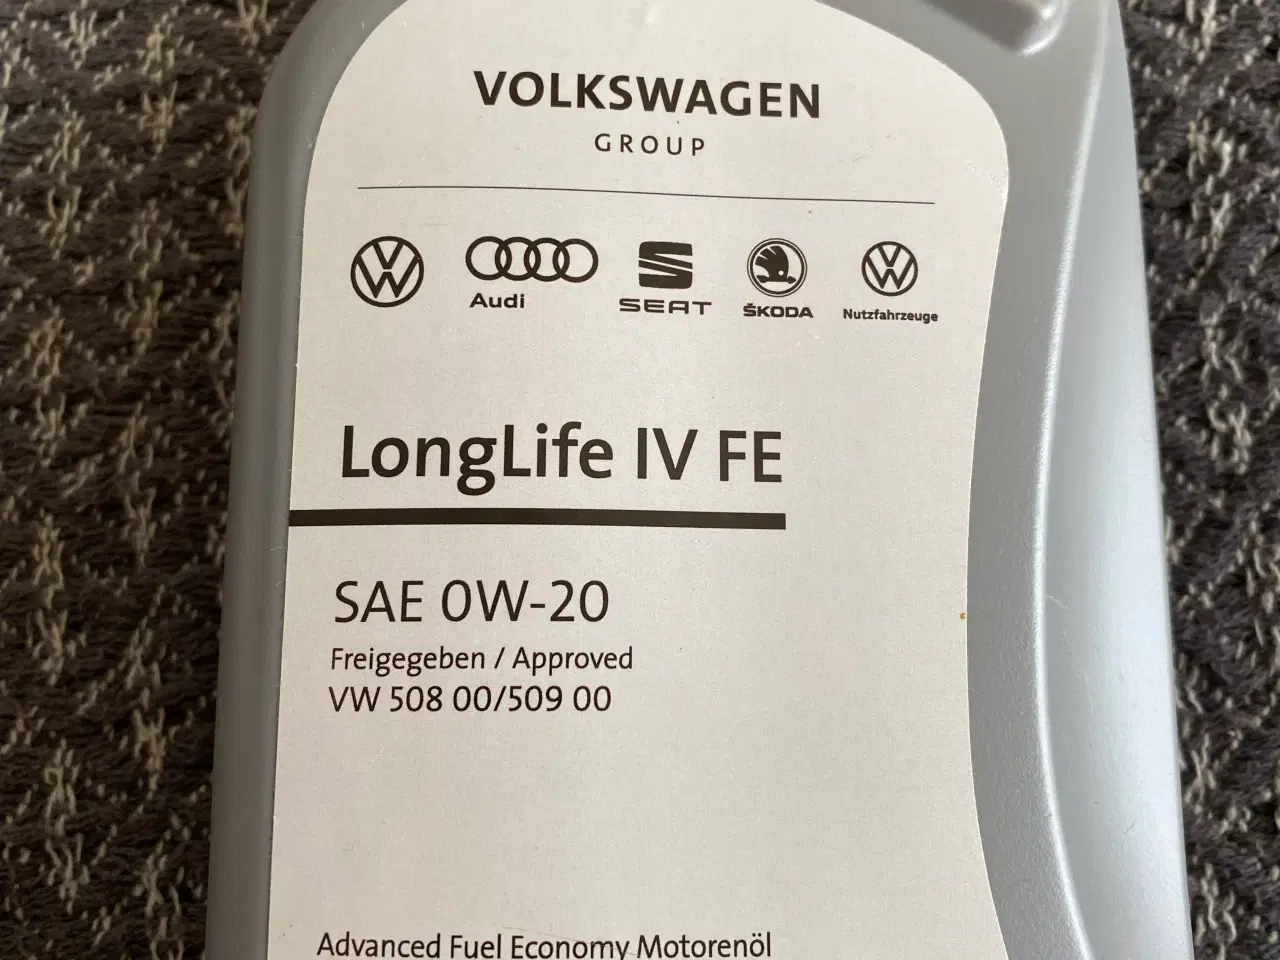 VOLKSWAGEN
GROUP
Audi SEAT ŠKODA Nutzfahrzeuge
LongLife IV FE
SAE 0W-20
Freigegeben / Approved
VW 508 00/509 00
Advanced Fuel Economy Motorenöl